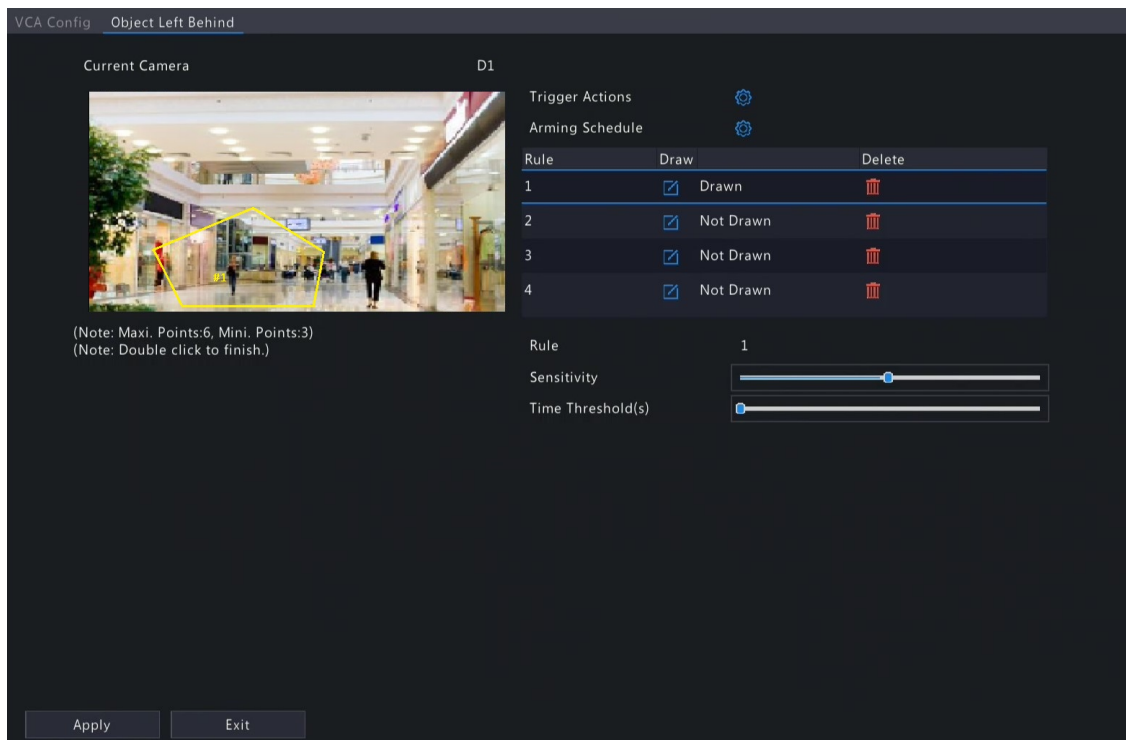 VCA Config Object Left Behind
Current Camera D1
Trigger Actions
Arming Schedule
Rule Draw Delete
1 Drawn
2 Not Drawn
3 Not Drawn
4 Not Drawn
#1
(Note: Maxi. Points:6, Mini. Points:3)
(Note: Double click to finish.)
Rule 1
Sensitivity
Time Threshold(s)
Apply Exit